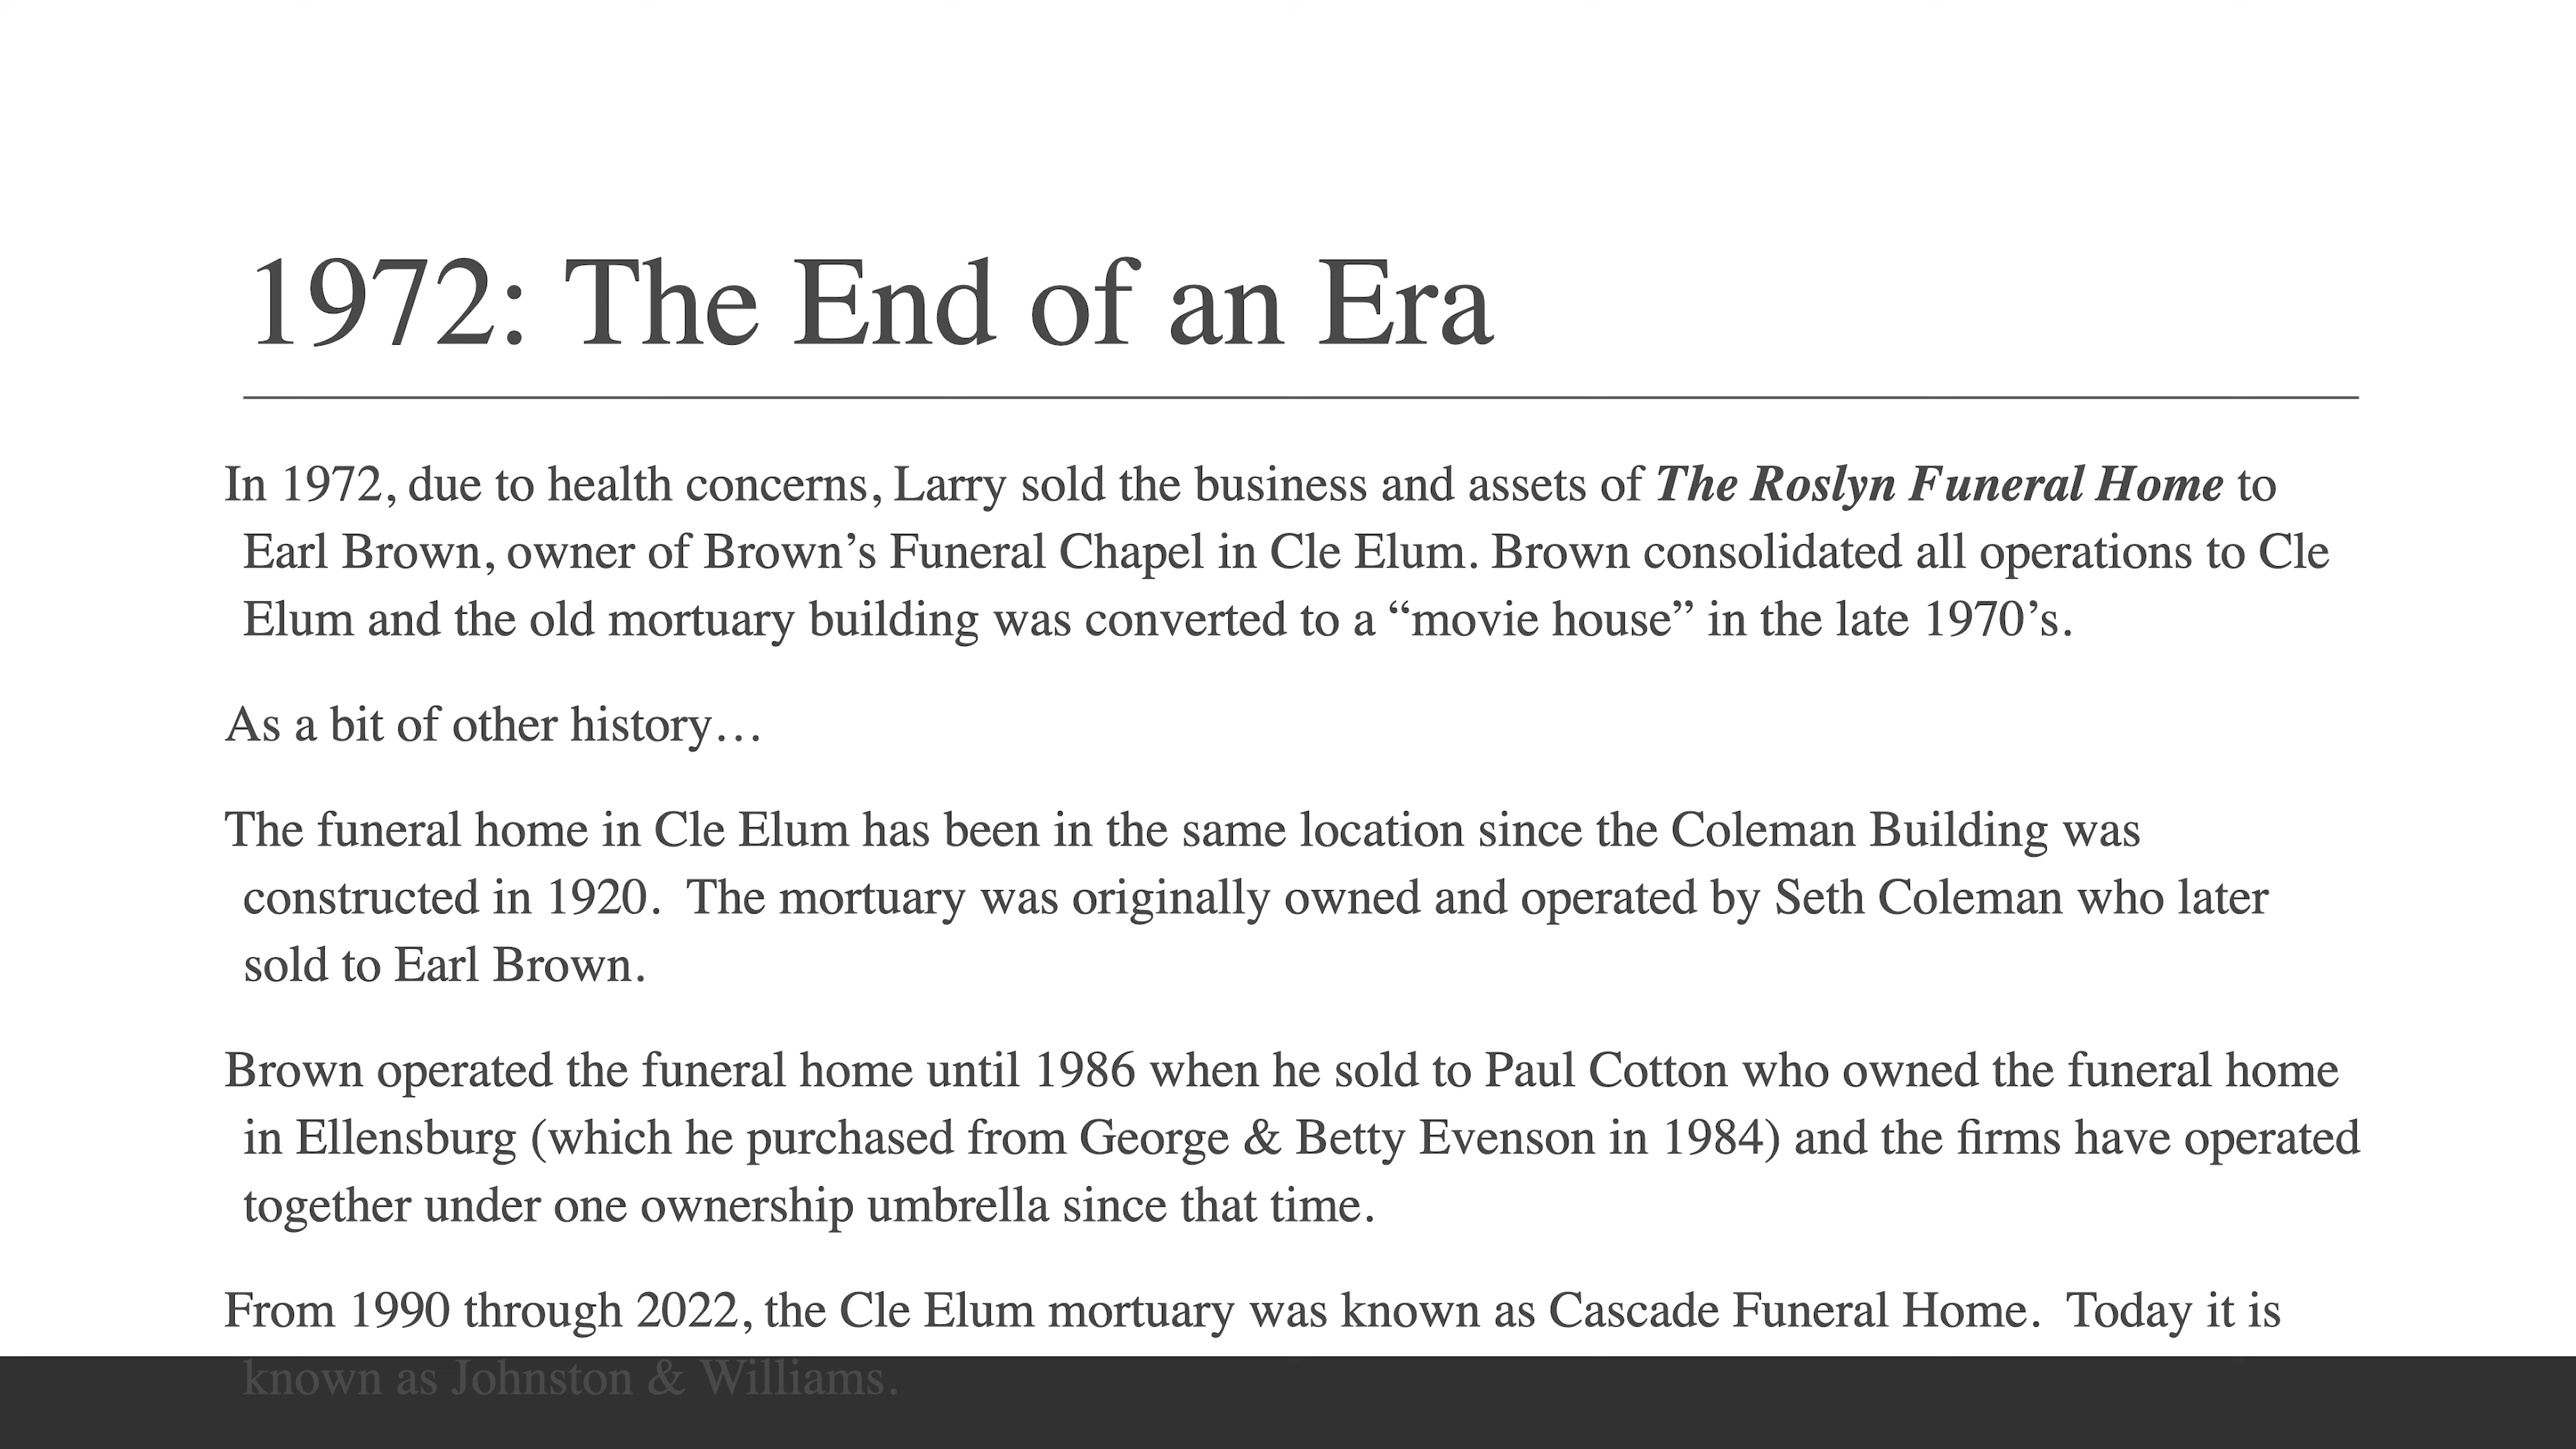 1972: The End of an Era
In 1972, due to health concerns, Larry sold the business and assets of The Roslyn Funeral Home to
Earl Brown, owner of Brown’s Funeral Chapel in Cle Elum. Brown consolidated all operations to Cle
Elum and the old mortuary building was converted to a “movie house” in the late 1970’s.
As a bit of other history…
The funeral home in Cle Elum has been in the same location since the Coleman Building was
constructed in 1920.  The mortuary was originally owned and operated by Seth Coleman who later
sold to Earl Brown.
Brown operated the funeral home until 1986 when he sold to Paul Cotton who owned the funeral home
in Ellensburg (which he purchased from George & Betty Evenson in 1984) and the firms have operated
together under one ownership umbrella since that time.
From 1990 through 2022, the Cle Elum mortuary was known as Cascade Funeral Home.  Today it is
known as Johnston & Williams.